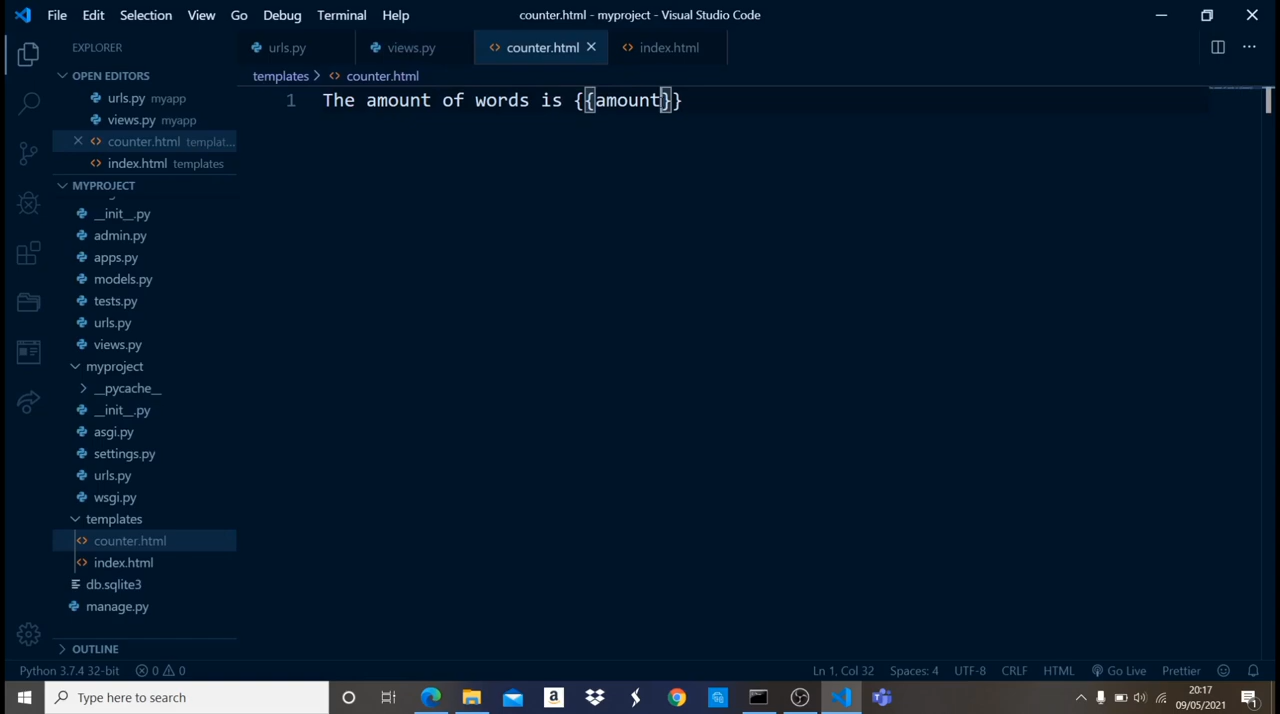 File Edit Selection View Go Debug Terminal Help
counter.html - myproject - Visual Studio Code
EXPLORER
OPEN EDITORS
urls.py myapp
views.py myapp
counter.html templat...
index.html templates
MYPROJECT
__init__.py
admin.py
apps.py
models.py
tests.py
urls.py
views.py
myproject
__pycache__
__init__.py
asgi.py
settings.py
urls.py
wsgi.py
templates
counter.html
index.html
db.sqlite3
manage.py
OUTLINE
urls.py views.py counter.html index.html
templates > counter.html
1 The amount of words is {{amount}}
Python 3.7.4 32-bit 0 0 Ln 1, Col 32 Spaces: 4 UTF-8 CRLF HTML Go Live Prettier
Type here to search
20:17
09/05/2021
1